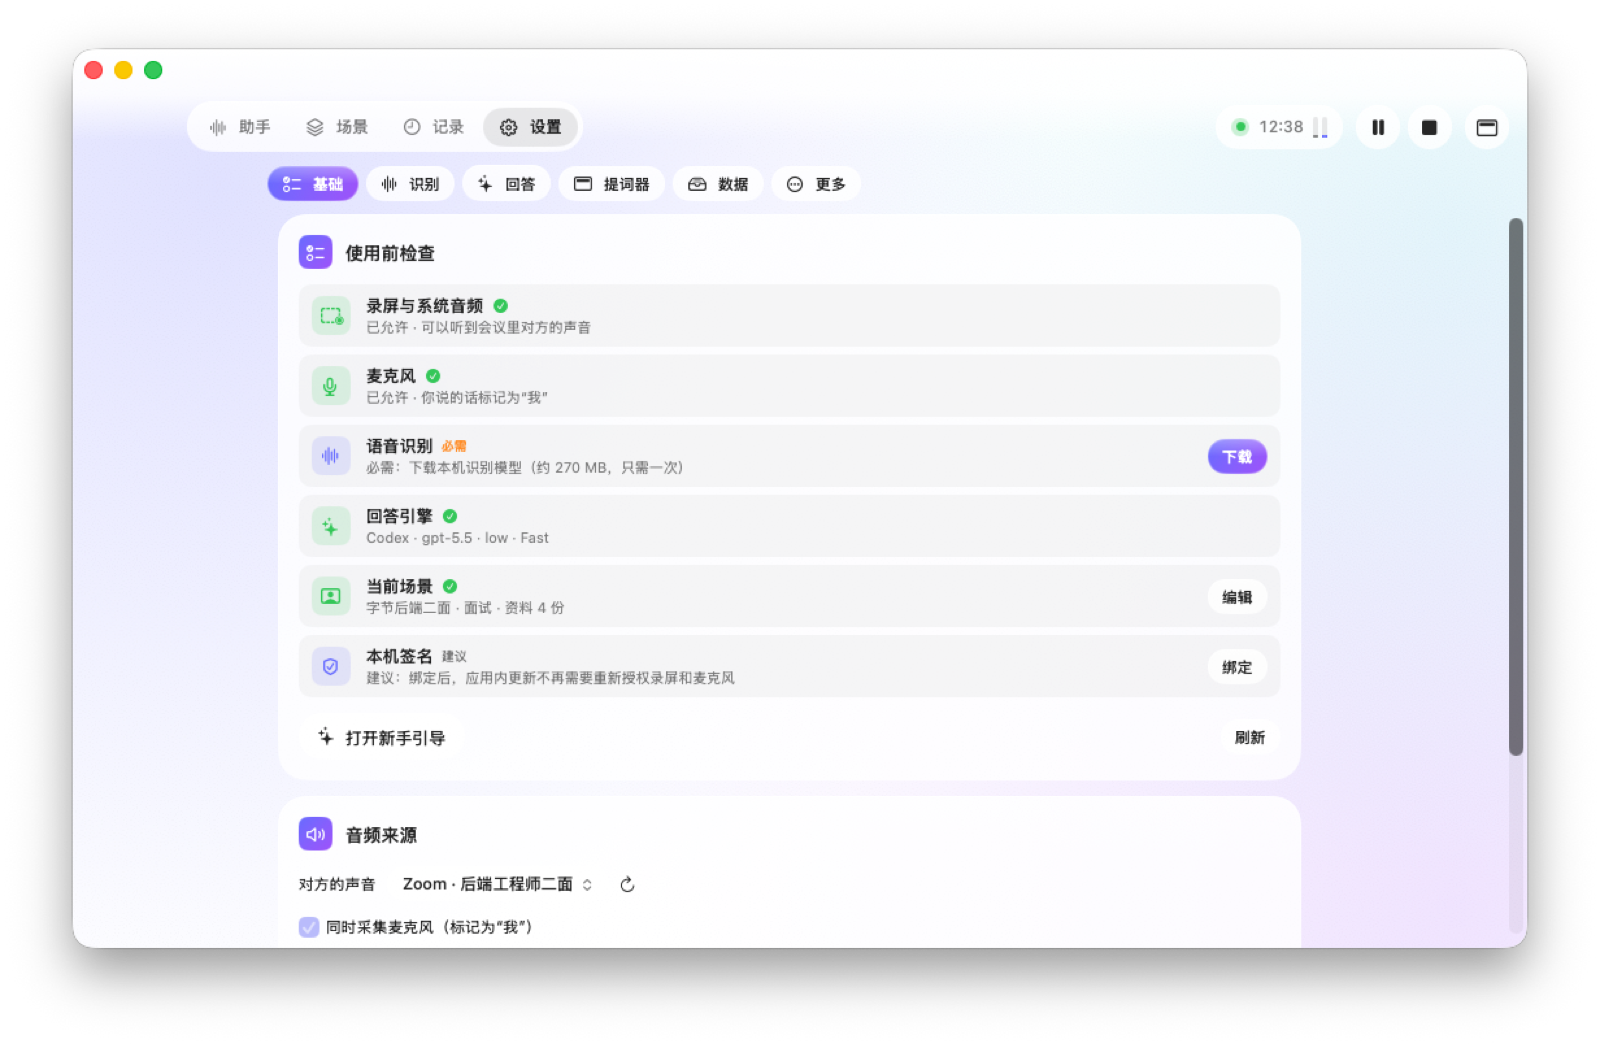 助手 场景 记录 设置 12:38
基础 识别 回答 提词器 数据 更多
使用前检查
录屏与系统音频
已允许 · 可以听到会议里对方的声音
麦克风
已允许 · 你说的话标记为“我”
语音识别 必需
必需：下载本机识别模型（约 270 MB，只需一次）
下载
回答引擎
Codex · gpt-5.5 · low · Fast
当前场景
字节后端二面 · 面试 · 资料 4 份
编辑
本机签名 建议
建议：绑定后，应用内更新不再需要重新授权录屏和麦克风
绑定
打开新手引导 刷新
音频来源
对方的声音 Zoom · 后端工程师二面
同时采集麦克风（标记为“我”）